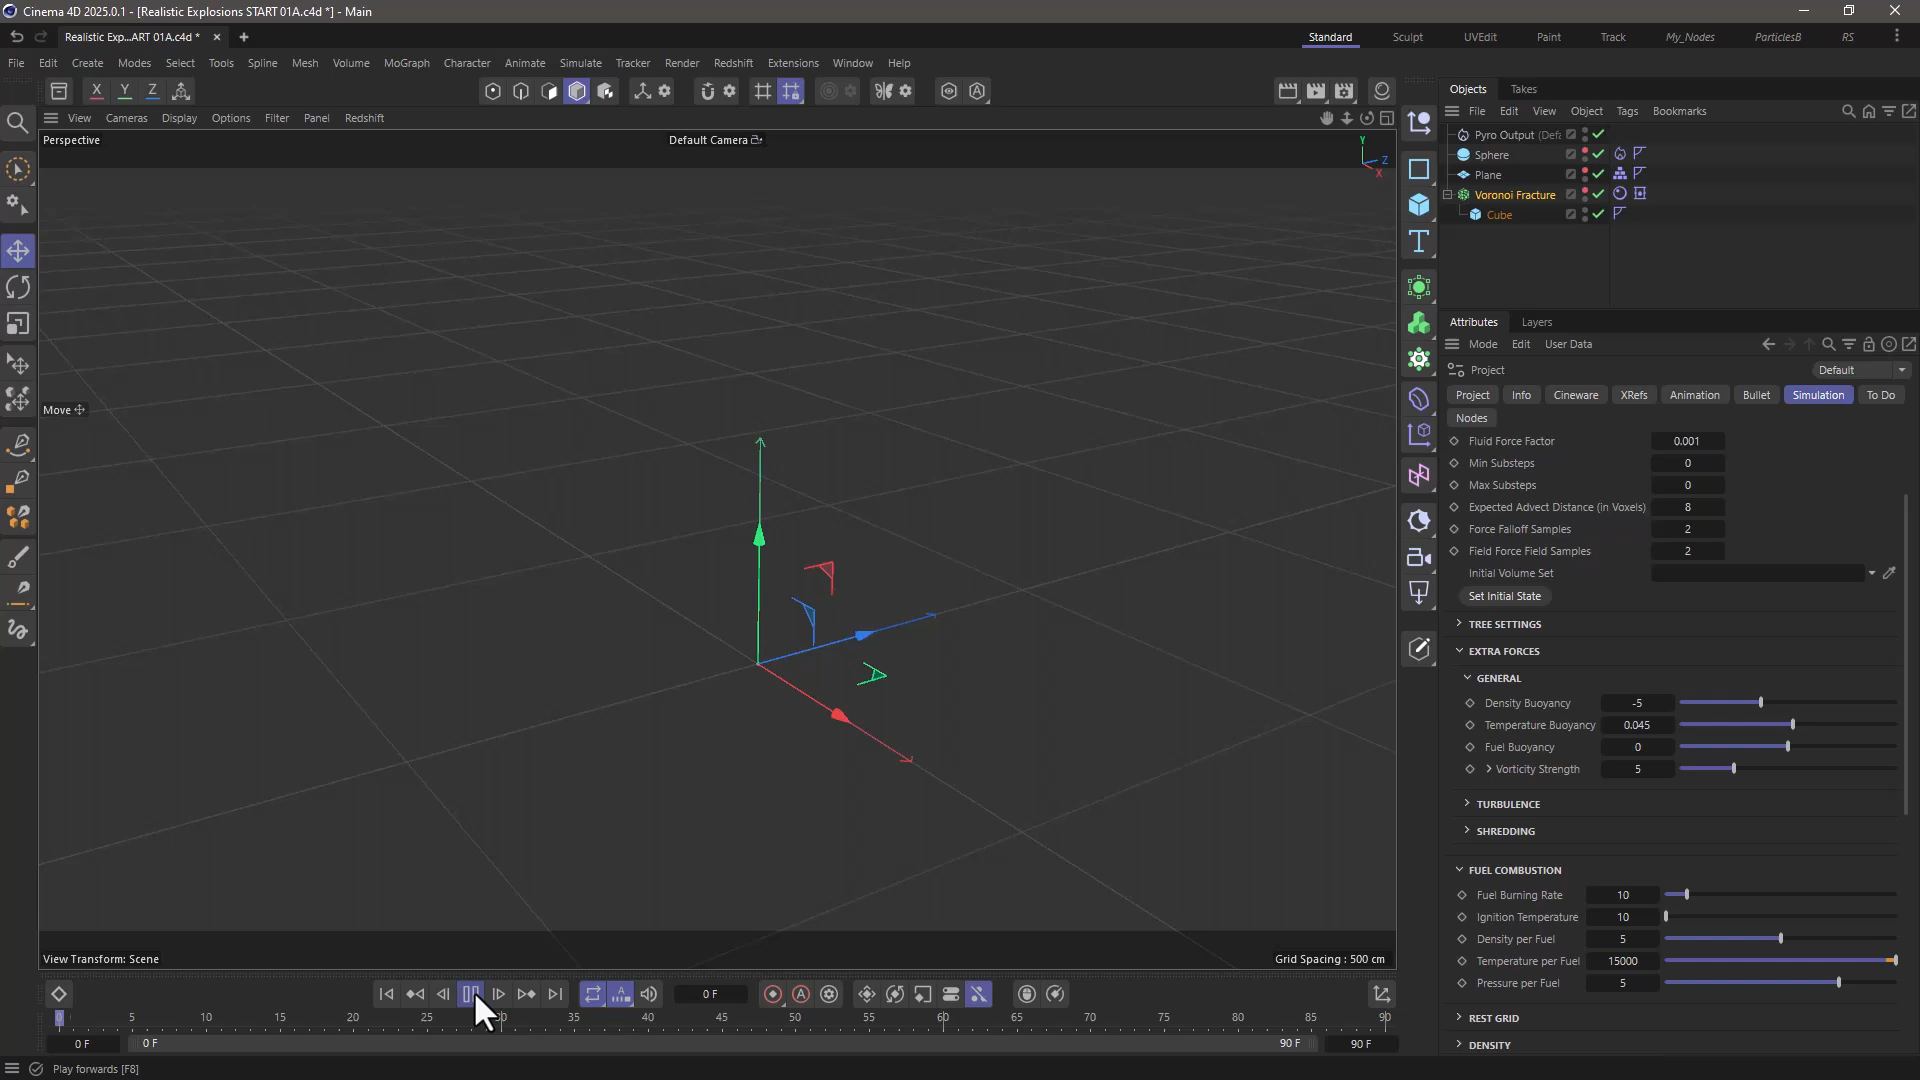 Cinema 4D 2025.0.1 - [Realistic Explosions START 01A.c4d *] - Main
Realistic Exp...ART 01A.c4d *
Standard Sculpt UVEdit Paint Track My_Nodes ParticlesB RS
File Edit Create Modes Select Tools Spline Mesh Volume MoGraph Character Animate Simulate Tracker Render Redshift Extensions Window Help
X Y Z
Objects Takes
View Cameras Display Options Filter Panel Redshift
File Edit View Object Tags Bookmarks
Perspective
Default Camera
Y
Z
X
Pyro Output (Def
Sphere
Plane
Voronoi Fracture
Cube
Attributes Layers
Mode Edit User Data
Project
Default
Project Info Cineware XRefs Animation Bullet Simulation To Do
Nodes
Move
Fluid Force Factor 0.001
Min Substeps 0
Max Substeps 0
Expected Advect Distance (in Voxels) 8
Force Falloff Samples 2
Field Force Field Samples 2
Initial Volume Set
Set Initial State
TREE SETTINGS
EXTRA FORCES
GENERAL
Density Buoyancy -5
Temperature Buoyancy 0.045
Fuel Buoyancy 0
Vorticity Strength 5
TURBULENCE
SHREDDING
FUEL COMBUSTION
Fuel Burning Rate 10
Ignition Temperature 10
Density per Fuel 5
Temperature per Fuel 15000
Pressure per Fuel 5
REST GRID
DENSITY
View Transform: Scene
Grid Spacing : 500 cm
0 F
0 5 10 15 20 25 30 35 40 45 50 55 60 65 70 75 80 85 90
0 F 0 F 90 F 90 F
Play forwards [F8]